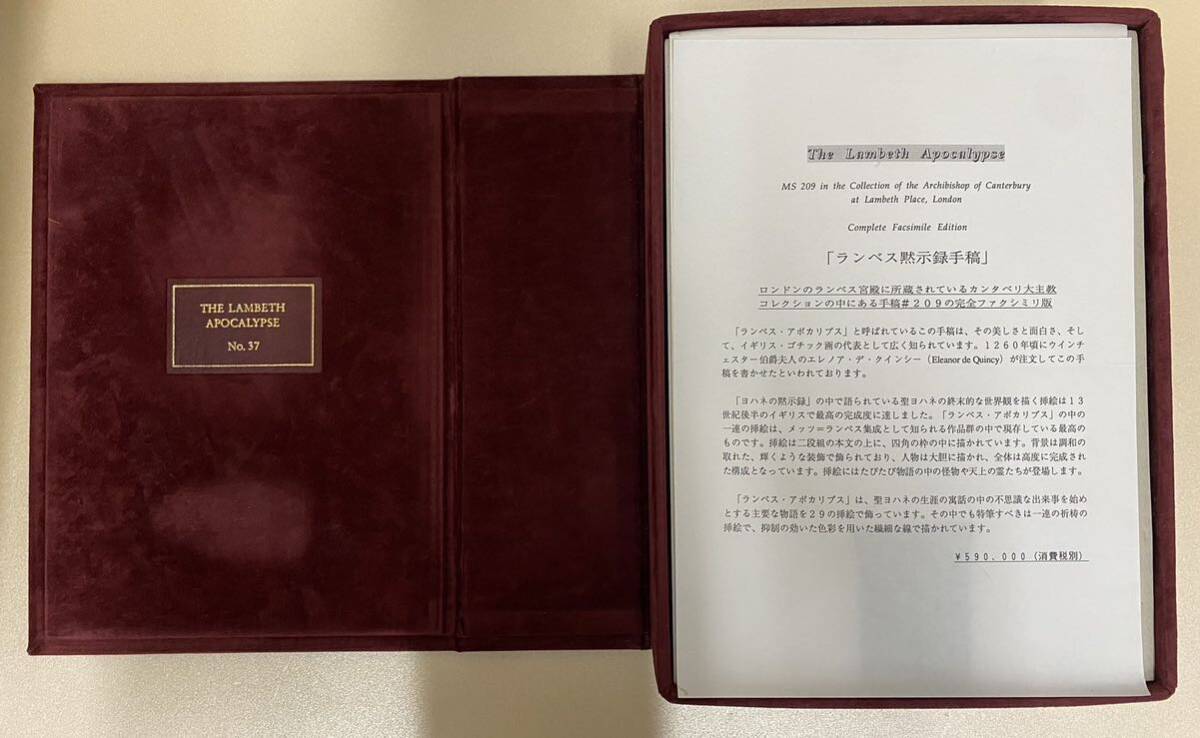 THE LAMBETH
APOCALYPSE
No. 37
The Lambeth Apocalypse
MS 209 in the Collection of the Archibishop of Canterbury
at Lambeth Place, London
Complete Facsimile Edition
「ランベス黙示録手稿」
ロンドンのランベス宮殿に所蔵されているカンタベリ大主教
コレクションの中にある手稿#209の完全ファクシミリ版
「ランベス・アポカリプス」と呼ばれているこの手稿は、その美しさと面白さ、そし
て、イギリス・ゴチック画の代表として広く知られています。1260年頃にウインチ
ェスター伯爵夫人のエレノア・デ・クインシー(Eleanor de Quincy)が注文してこの手
稿を書かせたといわれております。
「ヨハネの黙示録」の中で語られている聖ヨハネの終末的な世界観を描く挿絵は13
世紀後半のイギリスで最高の完成度に達しました。「ランベス・アポカリプス」の中の
一連の挿絵は、メッツ=ランベス集成として知られる作品群の中で現存している最高の
ものです。挿絵は二段組の本文の上に、四角の枠の中に描かれています。背景は調和の
取れた、輝くような装飾で飾られており、人物は大胆に描かれ、全体は高度に完成され
た構成となっています。挿絵にはたびたび物語の中の怪物や天上の霊たちが登場します。
「ランベス・アポカリプス」は、聖ヨハネの生涯の寓話の中の不思議な出来事を始め
とする主要な物語を29の挿絵で飾っています。その中でも特筆すべきは一連の祈祷の
挿絵で、抑制の効いた色彩を用いた繊細な線で描かれています。
¥590.000(消費税別)